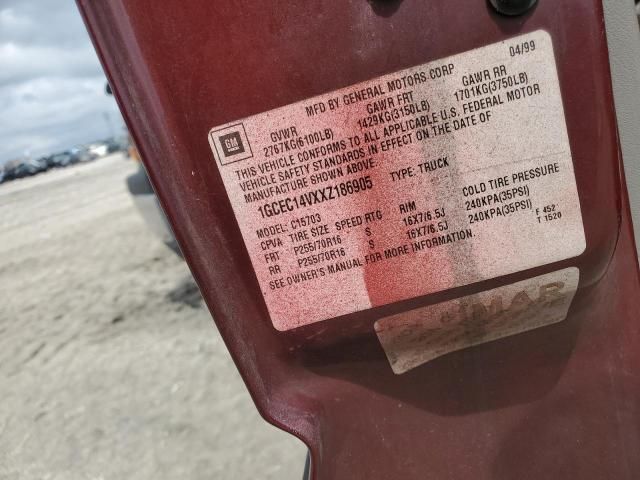 04/99
MFD BY GENERAL MOTORS CORP
GVWR GAWR FRT GAWR RR
2767KG(6100LB) 1429KG(3150LB) 1701KG(3750LB)
GM
THIS VEHICLE CONFORMS TO ALL APPLICABLE U.S. FEDERAL MOTOR
VEHICLE SAFETY STANDARDS IN EFFECT ON THE DATE OF
MANUFACTURE SHOWN ABOVE.
1GCEC14VXXZ186905 TYPE: TRUCK
MODEL: C15703
CPVA TIRE SIZE SPEED RTG RIM COLD TIRE PRESSURE
FRT P255/70R16 S 16X7/6.5J 240KPA(35PSI)
RR P255/70R16 S 16X7/6.5J 240KPA(35PSI)
SEE OWNER'S MANUAL FOR MORE INFORMATION.
F 452
T 1520